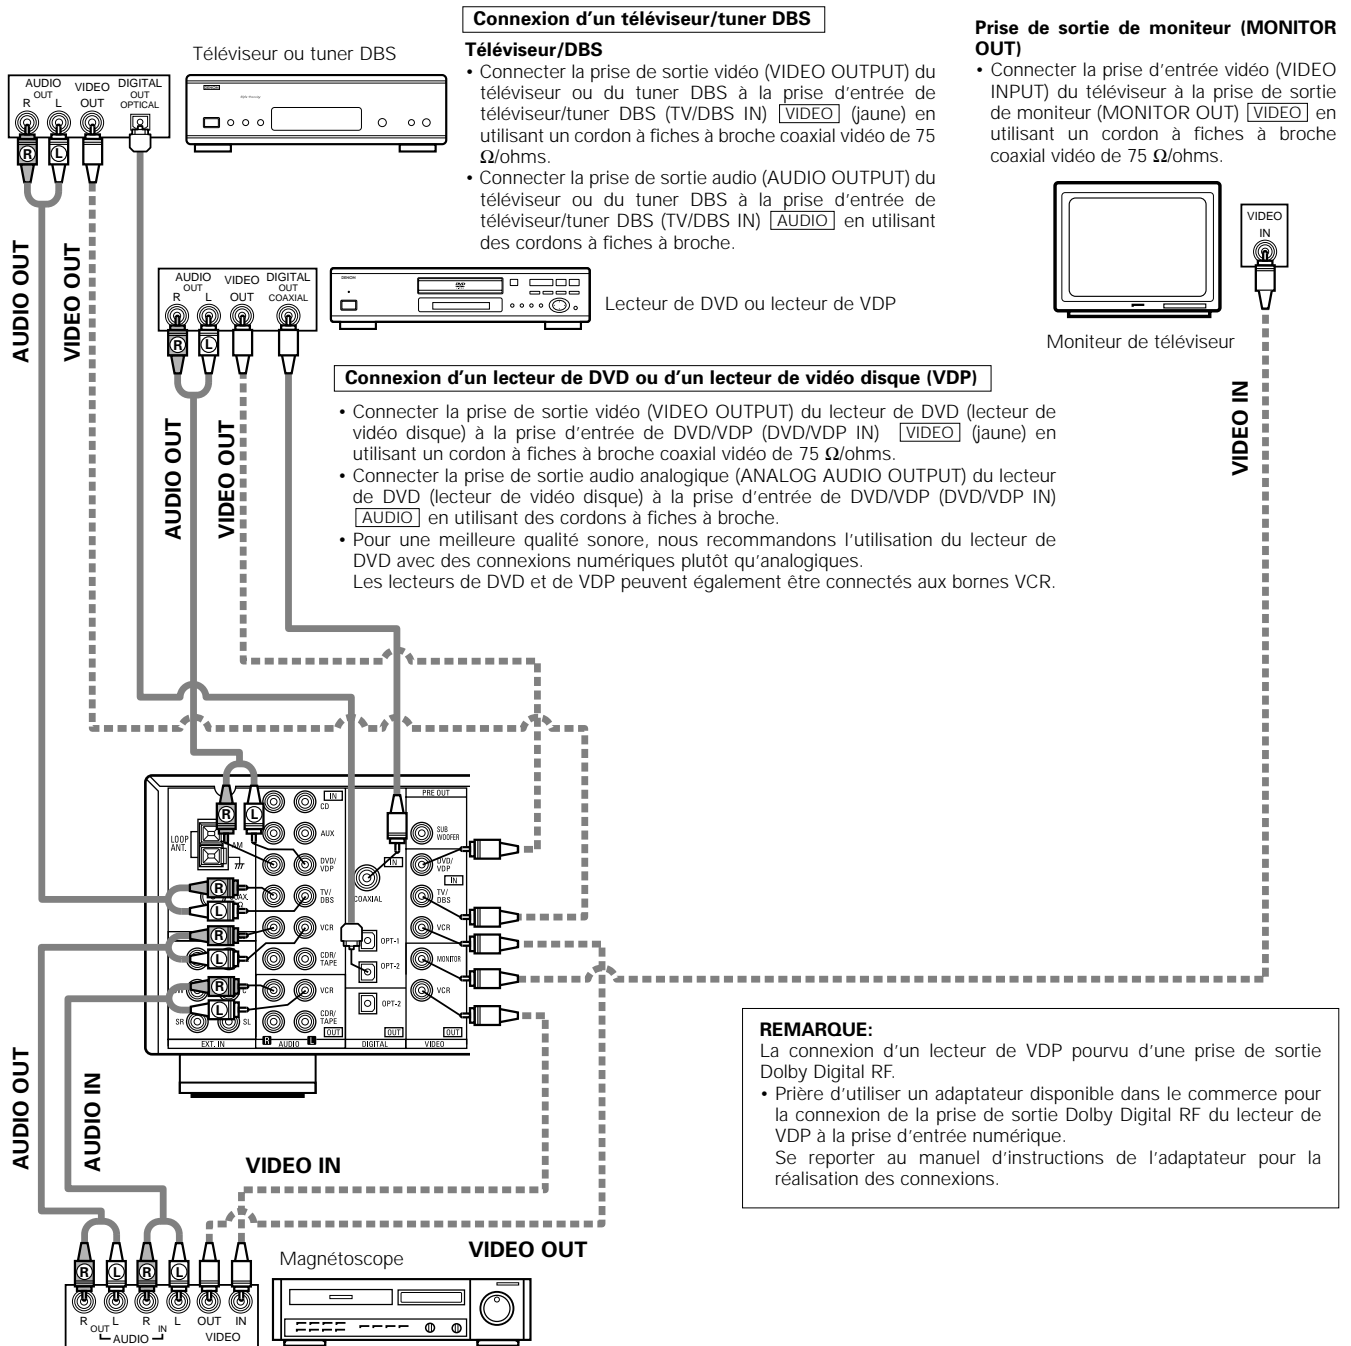 Connexion d'un téléviseur/tuner DBS
Téléviseur/DBS
• Connecter la prise de sortie vidéo (VIDEO OUTPUT) du
téléviseur ou du tuner DBS à la prise d'entrée de
téléviseur/tuner DBS (TV/DBS IN) VIDEO (jaune) en
utilisant un cordon à fiches à broche coaxial vidéo de 75
Ω/ohms.
• Connecter la prise de sortie audio (AUDIO OUTPUT) du
téléviseur ou du tuner DBS à la prise d'entrée de
téléviseur/tuner DBS (TV/DBS IN) AUDIO en utilisant
des cordons à fiches à broche.
Prise de sortie de moniteur (MONITOR
OUT)
• Connecter la prise d'entrée vidéo (VIDEO
INPUT) du téléviseur à la prise de sortie
de moniteur (MONITOR OUT) VIDEO en
utilisant un cordon à fiches à broche
coaxial vidéo de 75 Ω/ohms.
Téléviseur ou tuner DBS
AUDIO
OUT
R L
VIDEO
OUT
DIGITAL
OUT
OPTICAL
R L
AUDIO OUT
VIDEO OUT
VIDEO
IN
Moniteur de téléviseur
VIDEO IN
AUDIO
OUT
R L
VIDEO
OUT
DIGITAL
OUT
COAXIAL
R L
DENON
DVD
Lecteur de DVD ou lecteur de VDP
AUDIO OUT
VIDEO OUT
Connexion d'un lecteur de DVD ou d'un lecteur de vidéo disque (VDP)
• Connecter la prise de sortie vidéo (VIDEO OUTPUT) du lecteur de DVD (lecteur de
vidéo disque) à la prise d'entrée de DVD/VDP (DVD/VDP IN) VIDEO (jaune) en
utilisant un cordon à fiches à broche coaxial vidéo de 75 Ω/ohms.
• Connecter la prise de sortie audio analogique (ANALOG AUDIO OUTPUT) du lecteur
de DVD (lecteur de vidéo disque) à la prise d'entrée de DVD/VDP (DVD/VDP IN)
AUDIO en utilisant des cordons à fiches à broche.
• Pour une meilleure qualité sonore, nous recommandons l'utilisation du lecteur de
DVD avec des connexions numériques plutôt qu'analogiques.
Les lecteurs de DVD et de VDP peuvent également être connectés aux bornes VCR.
R L
LOOP
ANT.
AM
IN
CD
AUX
DVD/
VDP
TV/
DBS
VCR
CDR/
TAPE
VCR
CDR/
TAPE
OUT
R L
R L
R L
SR SL
EXT. IN
R AUDIO L
IN
COAXIAL
OPT-1
OPT-2
OPT-2
OUT
DIGITAL
PRE OUT
SUB
WOOFER
DVD/
VDP
IN
TV/
DBS
VCR
MONITOR
VCR
OUT
VIDEO
REMARQUE:
La connexion d'un lecteur de VDP pourvu d'une prise de sortie
Dolby Digital RF.
• Prière d'utiliser un adaptateur disponible dans le commerce pour
la connexion de la prise de sortie Dolby Digital RF du lecteur de
VDP à la prise d'entrée numérique.
Se reporter au manuel d'instructions de l'adaptateur pour la
réalisation des connexions.
AUDIO OUT
AUDIO IN
VIDEO IN
VIDEO OUT
Magnétoscope
R L R L
R OUT L R IN L OUT IN
AUDIO VIDEO